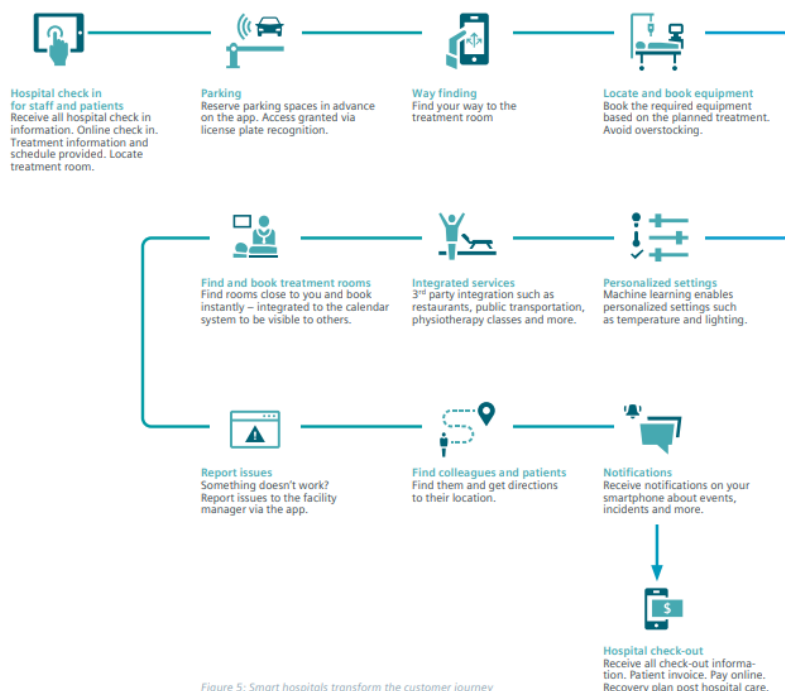 Hospital check in
for staff and patients
Receive all hospital check in
information. Online check in.
Treatment information and
schedule provided. Locate
treatment room.
Parking
Reserve parking spaces in advance
on the app. Access granted via
license plate recognition.
Way finding
Find your way to the
treatment room
Locate and book equipment
Book the required equipment
based on the planned treatment.
Avoid overstocking.
Find and book treatment rooms
Find rooms close to you and book
instantly – integrated to the calendar
system to be visible to others.
Integrated services
3rd party integration such as
restaurants, public transportation,
physiotherapy classes and more.
Personalized settings
Machine learning enables
personalized settings such
as temperature and lighting.
Report issues
Something doesn't work?
Report issues to the facility
manager via the app.
Find colleagues and patients
Find them and get directions
to their location.
Notifications
Receive notifications on your
smartphone about events,
incidents and more.
$
Hospital check-out
Receive all check-out informa-
tion. Patient invoice. Pay online.
Recovery plan post hospital care.
Figure 5: Smart hospitals transform the customer journey